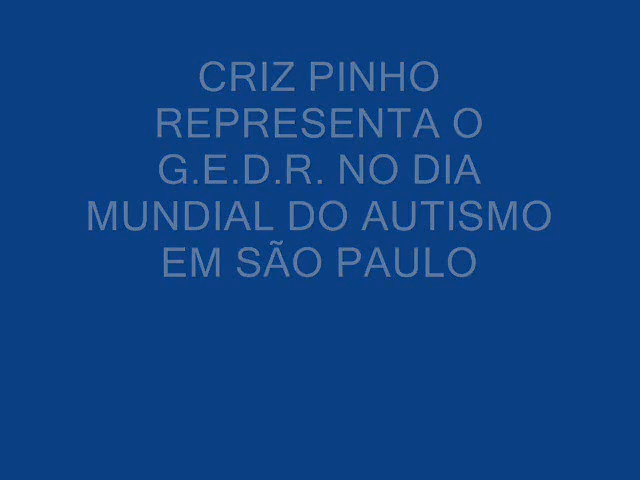 CRIZ PINHO
REPRESENTA O
G.E.D.R. NO DIA
MUNDIAL DO AUTISMO
EM SÃO PAULO